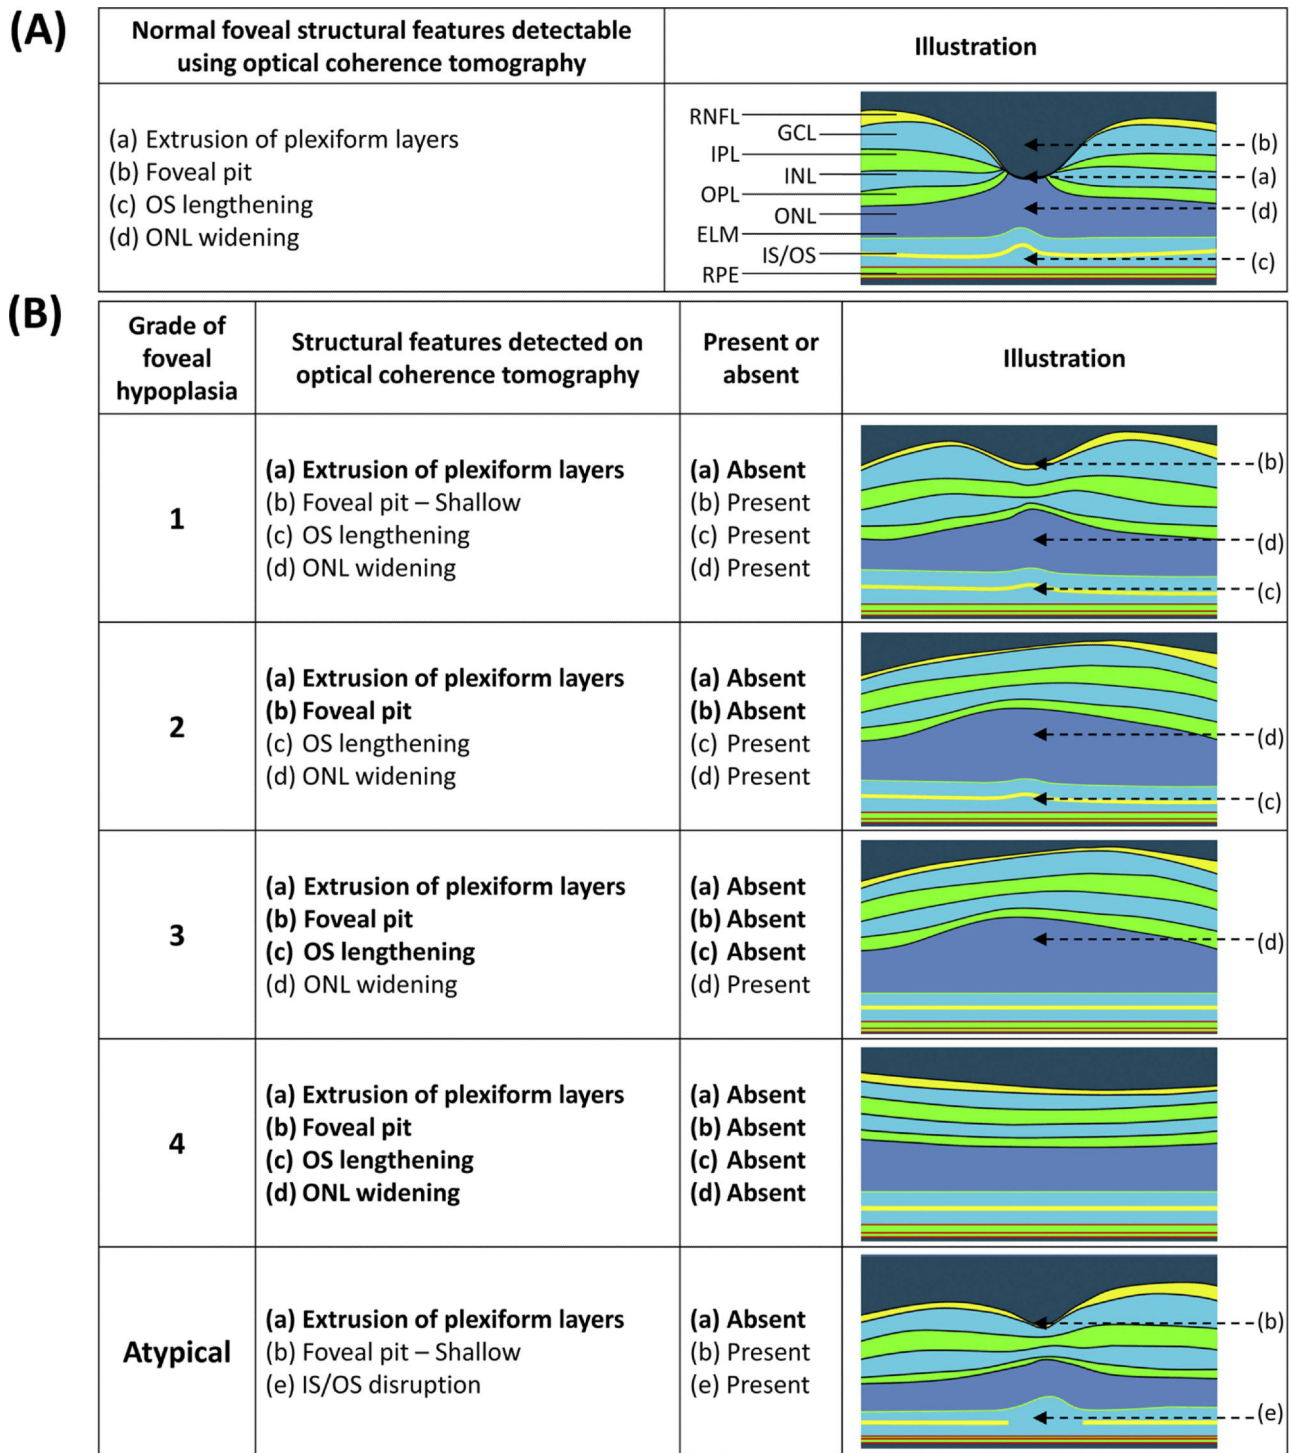 (A)
Normal foveal structural features detectable
using optical coherence tomography
Illustration
(a) Extrusion of plexiform layers
(b) Foveal pit
(c) OS lengthening
(d) ONL widening
RNFL
GCL
IPL
INL
OPL
ONL
ELM
IS/OS
RPE
(b)
(a)
(d)
(c)
(B)
Grade of
foveal
hypoplasia
Structural features detected on
optical coherence tomography
Present or
absent
Illustration
1
(a) Extrusion of plexiform layers
(b) Foveal pit – Shallow
(c) OS lengthening
(d) ONL widening
(a) Absent
(b) Present
(c) Present
(d) Present
(b)
(d)
(c)
2
(a) Extrusion of plexiform layers
(b) Foveal pit
(c) OS lengthening
(d) ONL widening
(a) Absent
(b) Absent
(c) Present
(d) Present
(d)
(c)
3
(a) Extrusion of plexiform layers
(b) Foveal pit
(c) OS lengthening
(d) ONL widening
(a) Absent
(b) Absent
(c) Absent
(d) Present
(d)
4
(a) Extrusion of plexiform layers
(b) Foveal pit
(c) OS lengthening
(d) ONL widening
(a) Absent
(b) Absent
(c) Absent
(d) Absent
Atypical
(a) Extrusion of plexiform layers
(b) Foveal pit – Shallow
(e) IS/OS disruption
(a) Absent
(b) Present
(e) Present
(b)
(e)